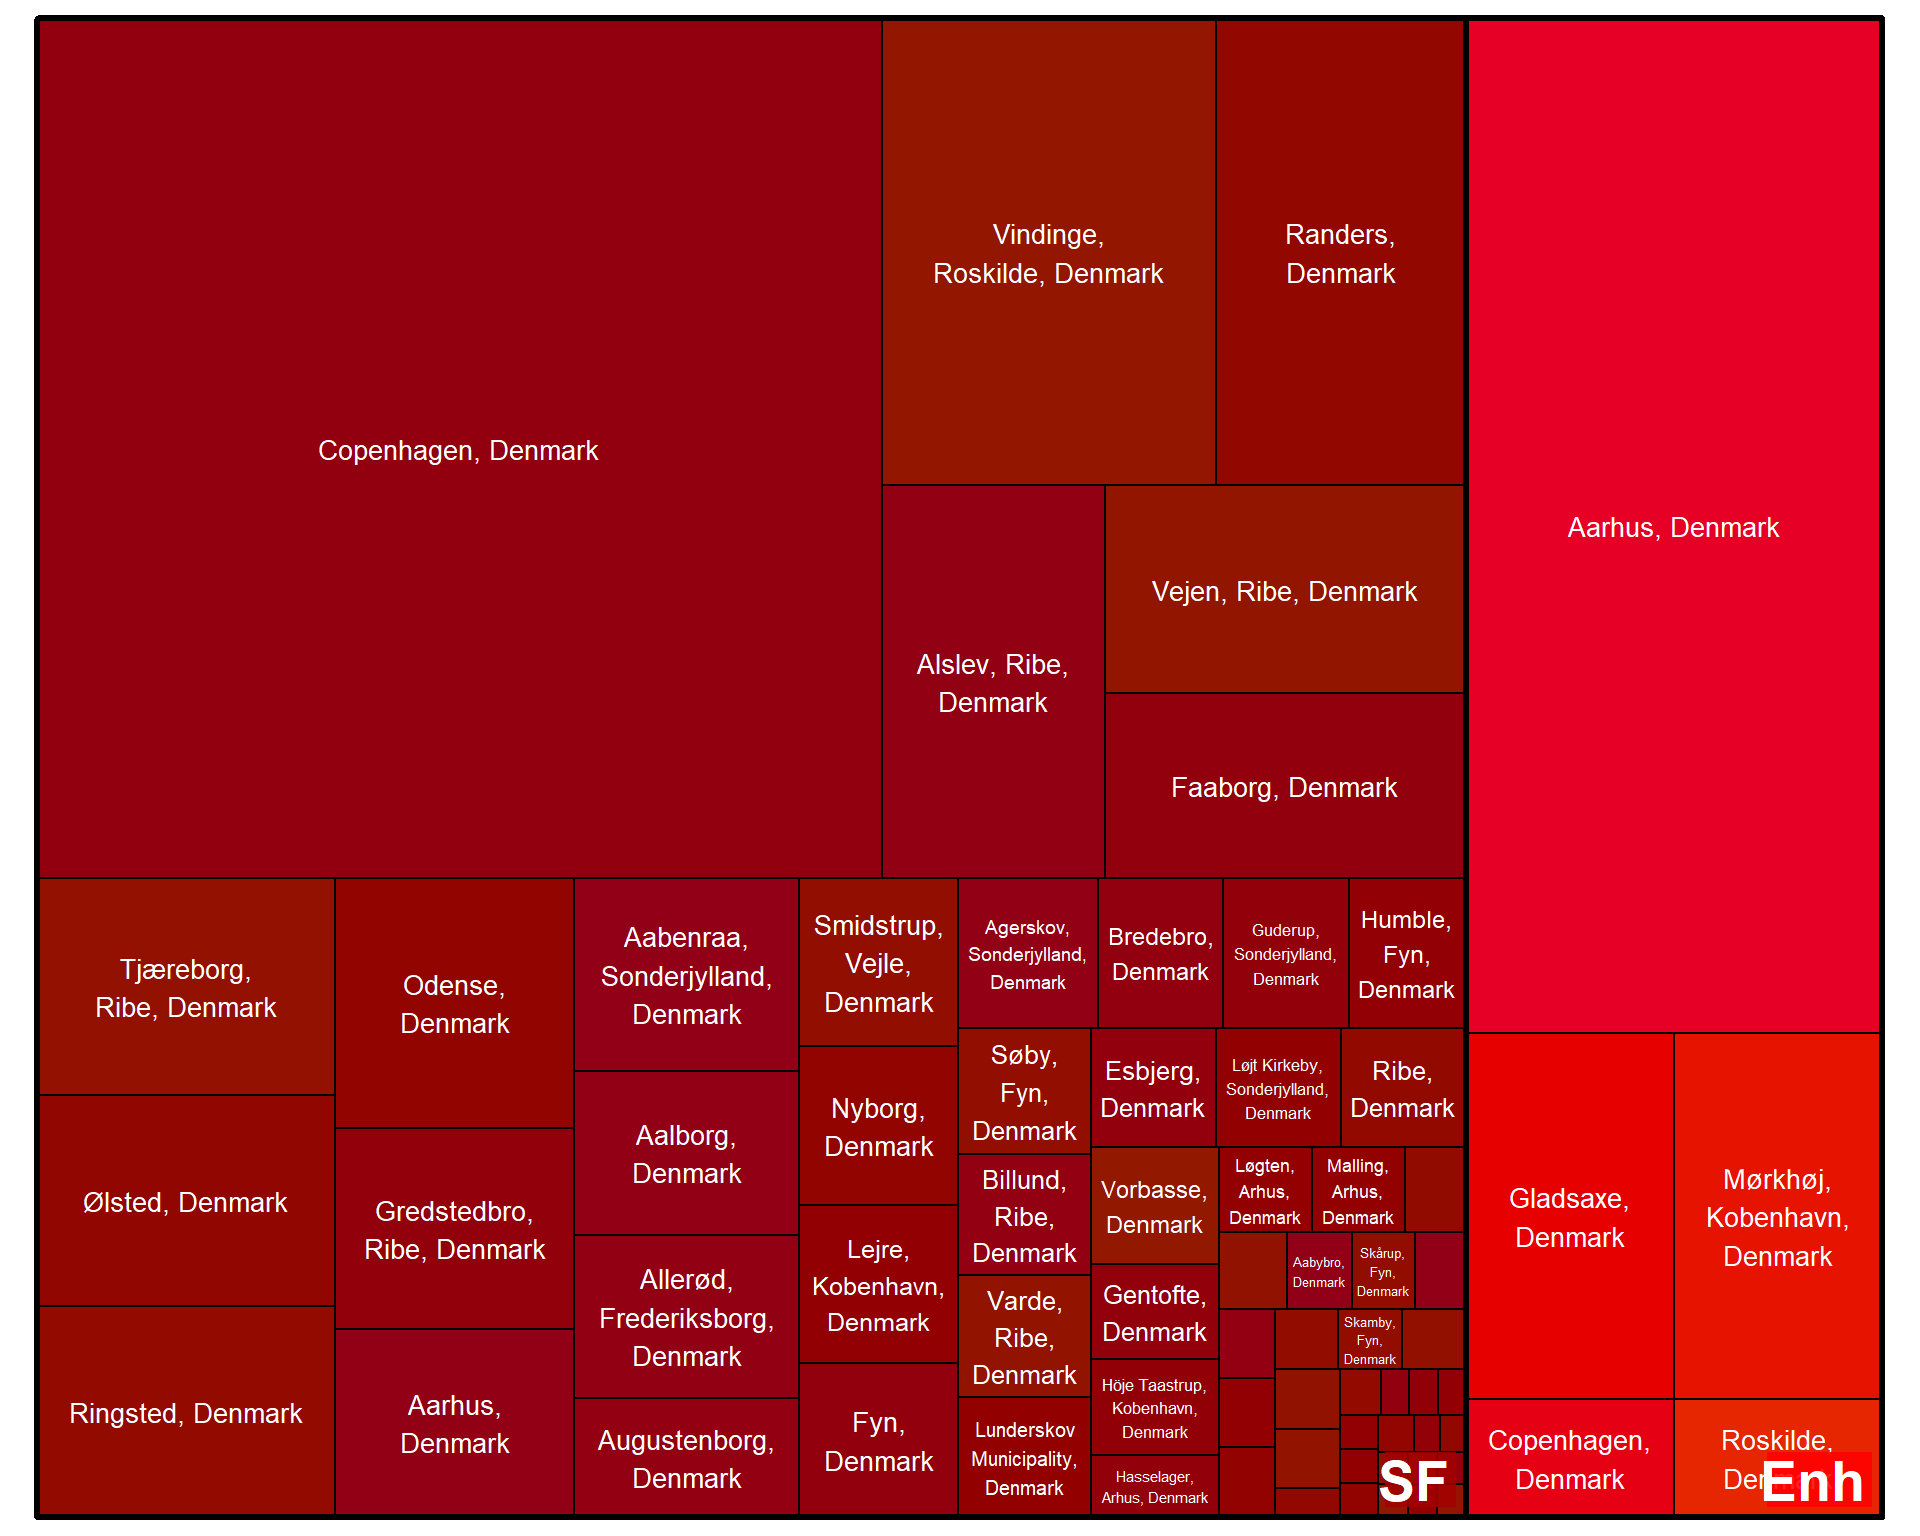 Copenhagen, Denmark
Vindinge,
Roskilde, Denmark
Randers,
Denmark
Alslev, Ribe,
Denmark
Vejen, Ribe, Denmark
Faaborg, Denmark
Tjæreborg,
Ribe, Denmark
Ølsted, Denmark
Ringsted, Denmark
Odense,
Denmark
Gredstedbro,
Ribe, Denmark
Aarhus,
Denmark
Aabenraa,
Sonderjylland,
Denmark
Aalborg,
Denmark
Allerød,
Frederiksborg,
Denmark
Augustenborg,
Denmark
Smidstrup,
Vejle,
Denmark
Nyborg,
Denmark
Lejre,
Kobenhavn,
Denmark
Fyn,
Denmark
Agerskov,
Sonderjylland,
Denmark
Bredebro,
Denmark
Guderup,
Sonderjylland,
Denmark
Humble,
Fyn,
Denmark
Søby,
Fyn,
Denmark
Billund,
Ribe,
Denmark
Varde,
Ribe,
Denmark
Lunderskov
Municipality,
Denmark
Esbjerg,
Denmark
Løjt Kirkeby,
Sonderjylland,
Denmark
Ribe,
Denmark
Vorbasse,
Denmark
Gentofte,
Denmark
Höje Taastrup,
Kobenhavn,
Denmark
Hasselager,
Arhus, Denmark
Løgten,
Arhus,
Denmark
Malling,
Arhus,
Denmark
Aabybro,
Denmark
Skårup,
Fyn,
Denmark
Skamby,
Fyn,
Denmark
SF
Aarhus, Denmark
Gladsaxe,
Denmark
Mørkhøj,
Kobenhavn,
Denmark
Copenhagen,
Denmark
Roskilde,
Denmark
Enh